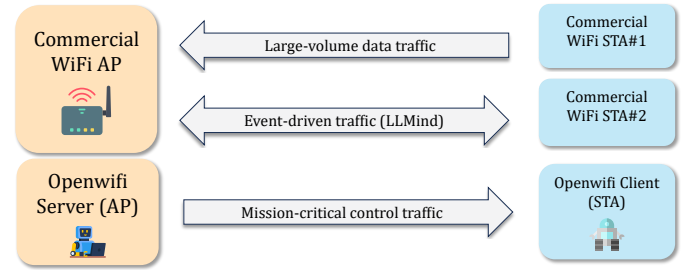 Commercial
WiFi AP
Large-volume data traffic
Commercial
WiFi STA#1
Event-driven traffic (LLMind)
Commercial
WiFi STA#2
Openwifi
Server (AP)
Mission-critical control traffic
Openwifi Client
(STA)